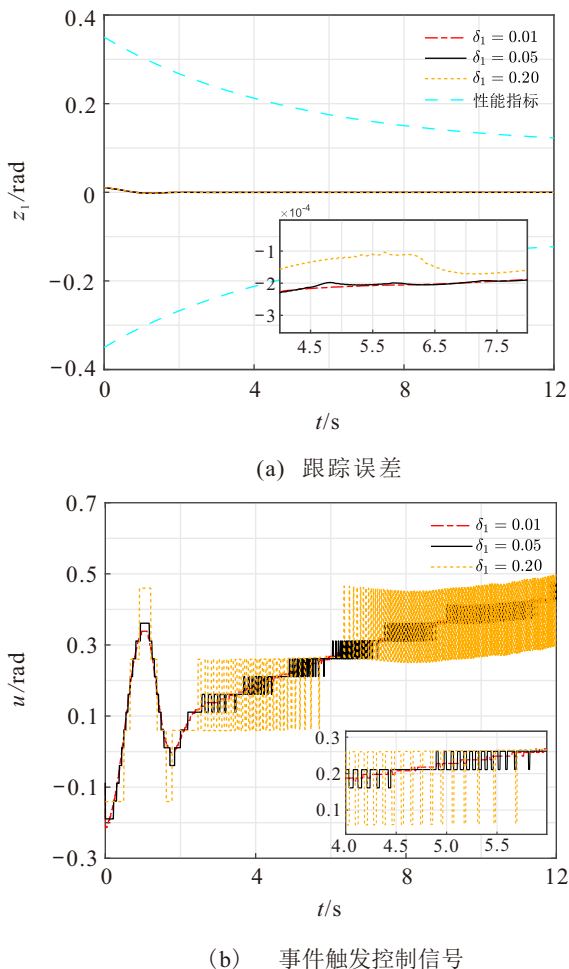 0.4
δ₁ = 0.01
δ₁ = 0.05
δ₁ = 0.20
性能指标
0.2
z₁/rad
0
×10⁻⁴
−1
−2
−3
4.5 5.5 6.5 7.5
−0.2
−0.4
0 4 8 12
t/s
(a) 跟踪误差
0.7
δ₁ = 0.01
δ₁ = 0.05
δ₁ = 0.20
0.5
0.3
u/rad
0.1
0.3
0.2
0.1
4.0 4.5 5.0 5.5
−0.1
−0.3
0 4 8 12
t/s
（b） 事件触发控制信号